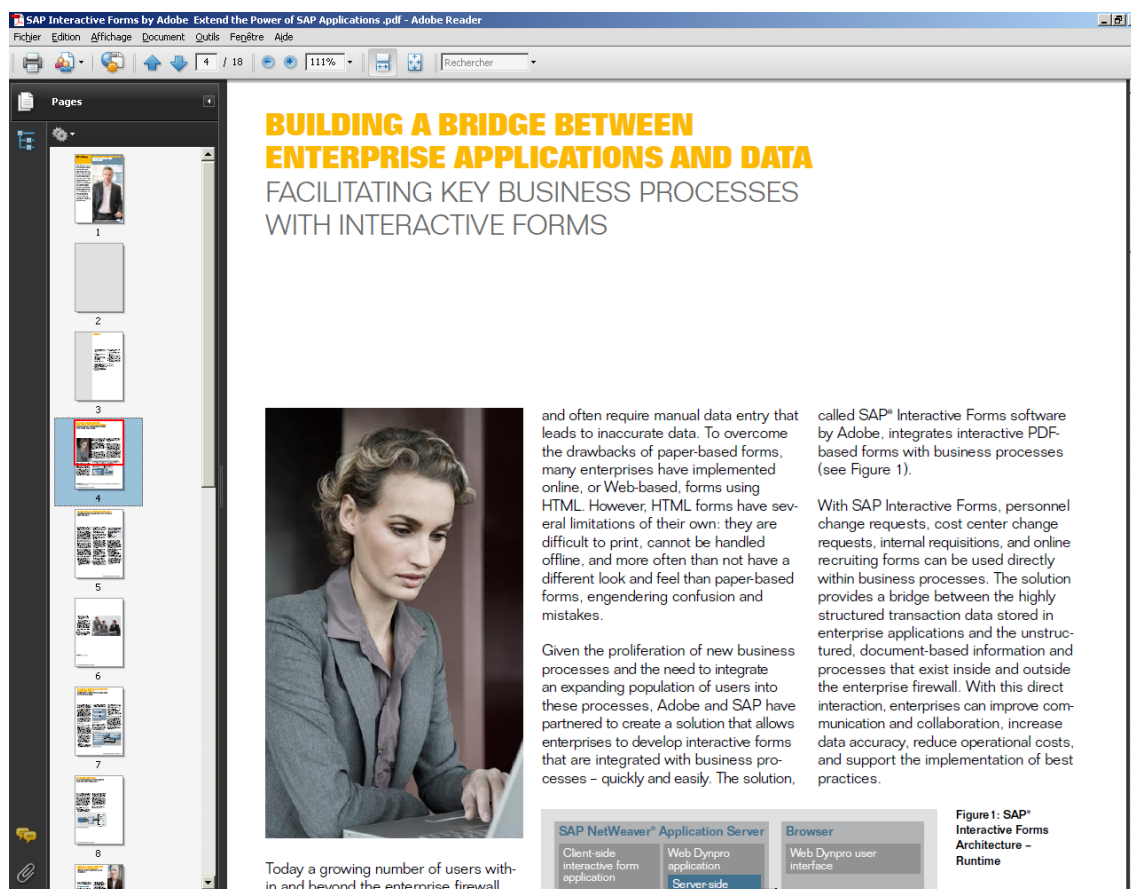 SAP Interactive Forms by Adobe Extend the Power of SAP Applications .pdf - Adobe Reader
Fichier Edition Affichage Document Outils Fenêtre Aide
4 / 18 111% Rechercher
Pages
1
2
3
4
5
6
7
8
BUILDING A BRIDGE BETWEEN
ENTERPRISE APPLICATIONS AND DATA
FACILITATING KEY BUSINESS PROCESSES
WITH INTERACTIVE FORMS
Today a growing number of users with-
in and beyond the enterprise firewall
and often require manual data entry that
leads to inaccurate data. To overcome
the drawbacks of paper-based forms,
many enterprises have implemented
online, or Web-based, forms using
HTML. However, HTML forms have sev-
eral limitations of their own: they are
difficult to print, cannot be handled
offline, and more often than not have a
different look and feel than paper-based
forms, engendering confusion and
mistakes.
Given the proliferation of new business
processes and the need to integrate
an expanding population of users into
these processes, Adobe and SAP have
partnered to create a solution that allows
enterprises to develop interactive forms
that are integrated with business pro-
cesses – quickly and easily. The solution,
called SAP® Interactive Forms software
by Adobe, integrates interactive PDF-
based forms with business processes
(see Figure 1).
With SAP Interactive Forms, personnel
change requests, cost center change
requests, internal requisitions, and online
recruiting forms can be used directly
within business processes. The solution
provides a bridge between the highly
structured transaction data stored in
enterprise applications and the unstruc-
tured, document-based information and
processes that exist inside and outside
the enterprise firewall. With this direct
interaction, enterprises can improve com-
munication and collaboration, increase
data accuracy, reduce operational costs,
and support the implementation of best
practices.
SAP NetWeaver® Application Server
Client-side
interactive form
application
Web Dynpro
application
Server-side
Browser
Web Dynpro user
interface
Figure 1: SAP®
Interactive Forms
Architecture –
Runtime